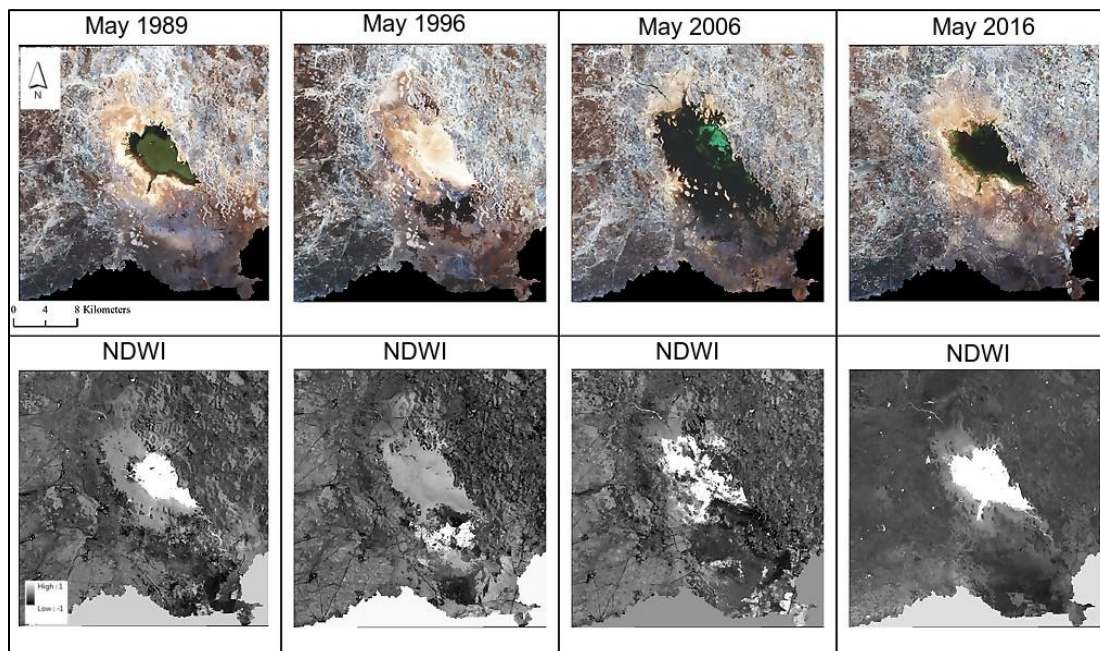 May 1989
May 1996
May 2006
May 2016
N
0 4 8 Kilometers
NDWI
NDWI
NDWI
NDWI
High : 1
Low : -1